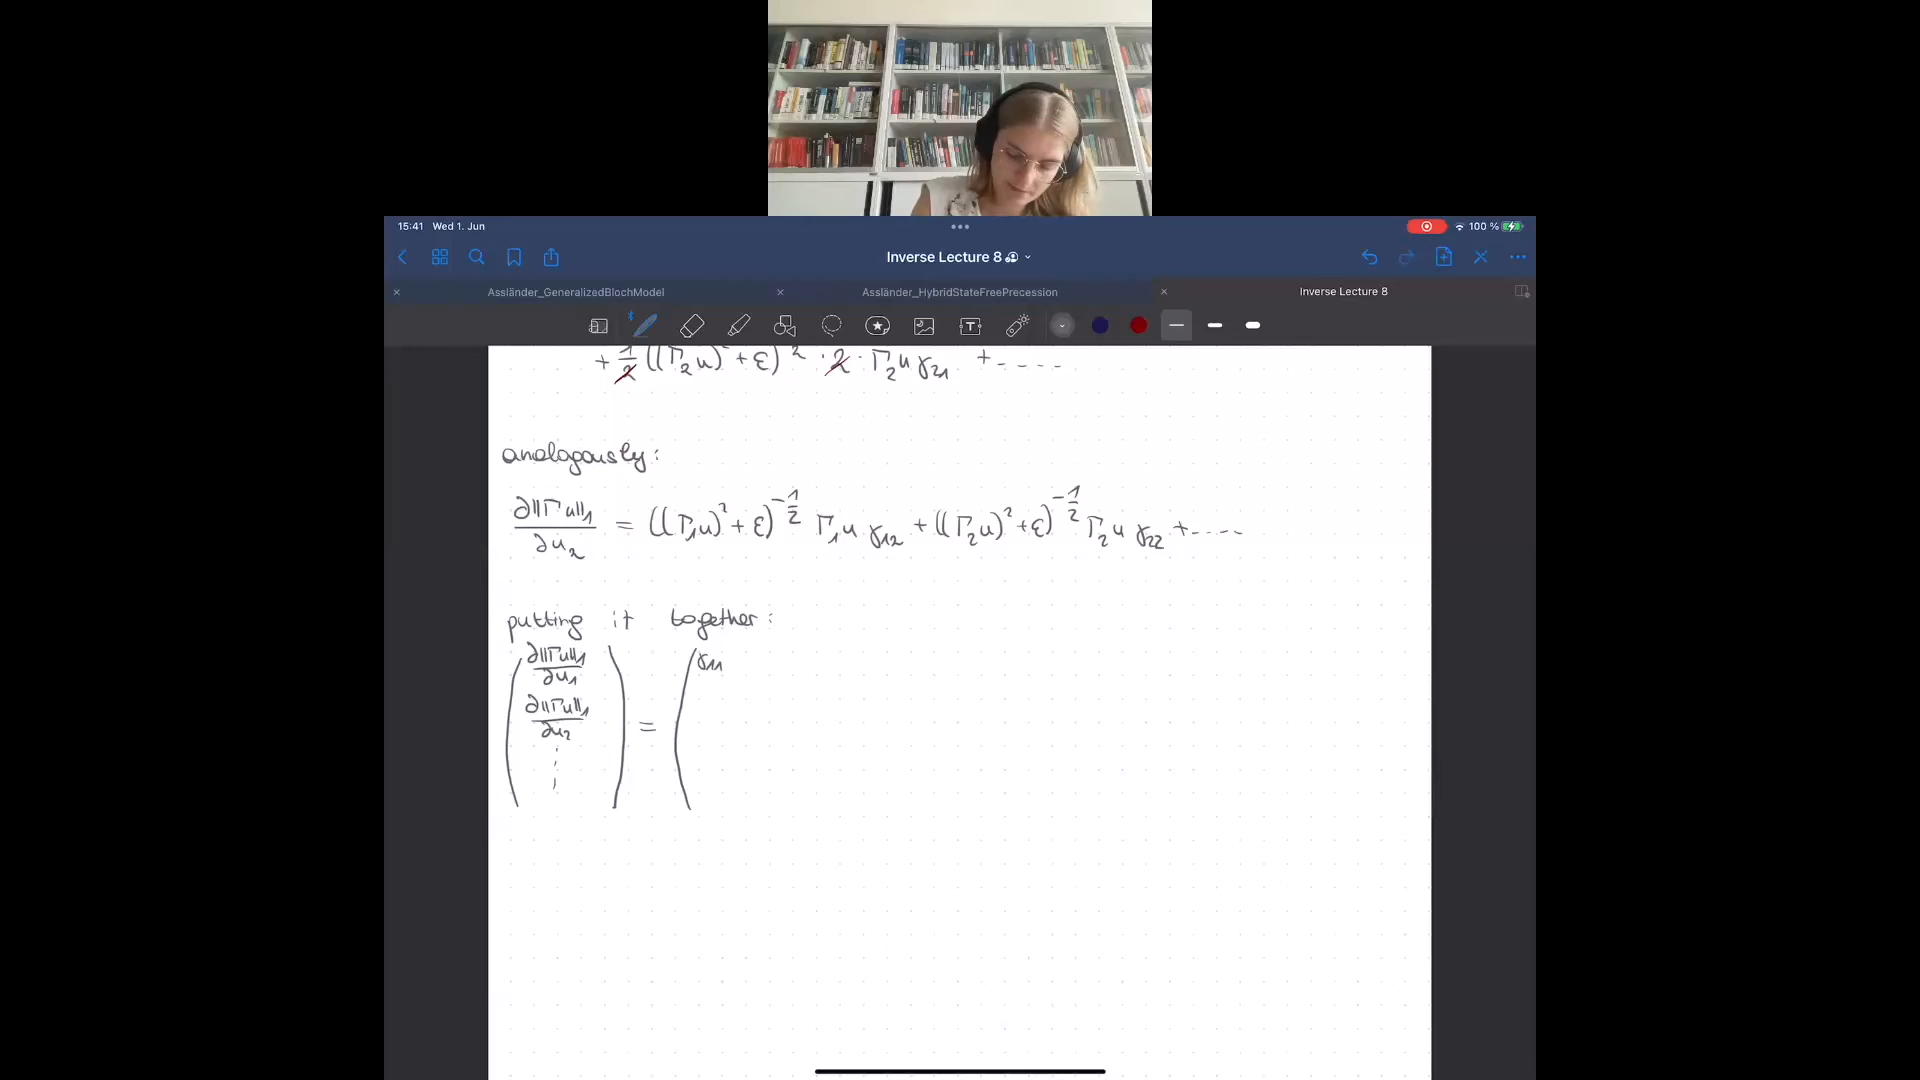 15:41 Wed 1. Jun 100 %
Inverse Lecture 8
Assländer_GeneralizedBlochModel Assländer_HybridStateFreePrecession Inverse Lecture 8
+ 1/2 ((Γ₂u)² + ε)^2 · 2 · Γ₂u γ₂₁ + ....
analogously:
∂‖Γu‖₁/∂u₂ = ((Γ₁u)² + ε)^(-1/2) Γ₁u γ₁₂ + ((Γ₂u)² + ε)^(-1/2) Γ₂u γ₂₂ + ....
putting it together:
∂‖Γu‖₁/∂u₁ γ₁₁
∂‖Γu‖₁/∂u₂ =
⋮